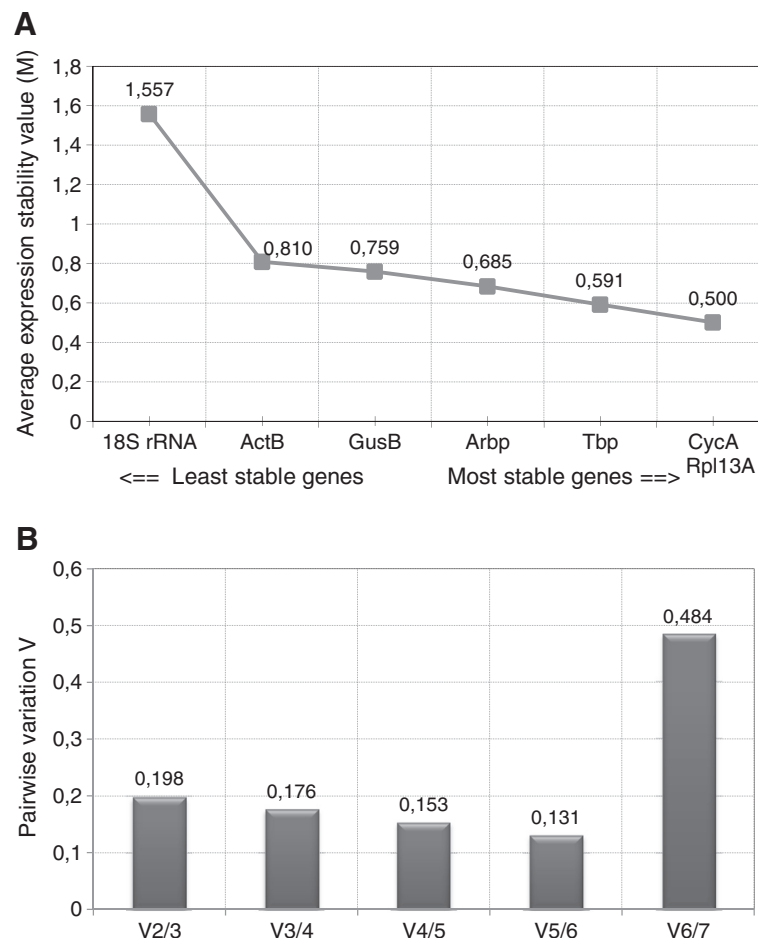 A
Average expression stability value (M)
1,8
1,6
1,4
1,2
1
0,8
0,6
0,4
0,2
0
1,557
0,810
0,759
0,685
0,591
0,500
18S rRNA
ActB
GusB
Arbp
Tbp
CycA
Rpl13A
<== Least stable genes
Most stable genes ==>
B
Pairwise variation V
0,6
0,5
0,4
0,3
0,2
0,1
0
0,198
0,176
0,153
0,131
0,484
V2/3
V3/4
V4/5
V5/6
V6/7